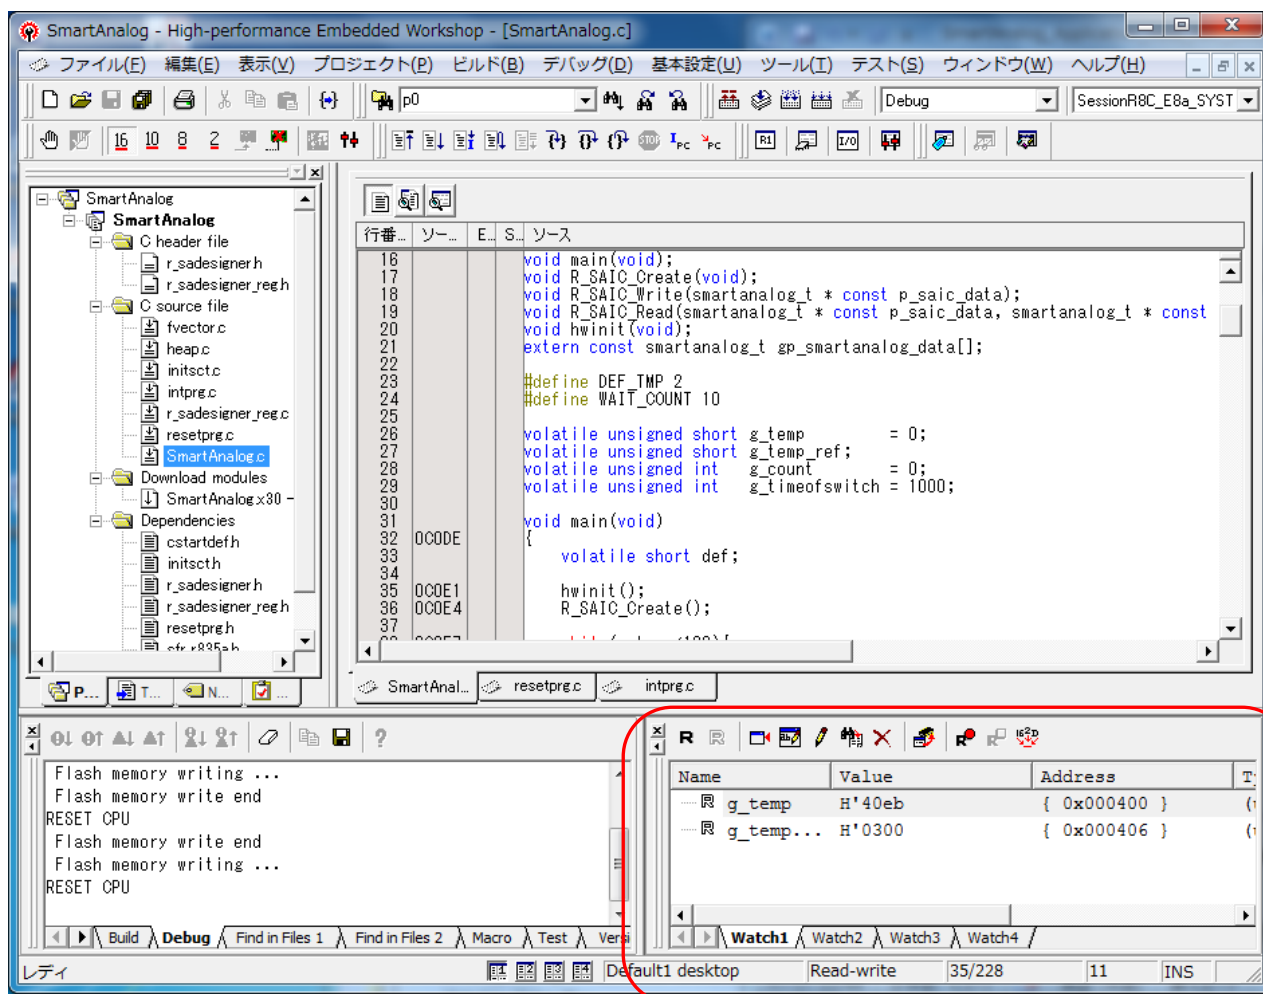 SmartAnalog - High-performance Embedded Workshop - [SmartAnalog.c]
ファイル(F) 編集(E) 表示(V) プロジェクト(P) ビルド(B) デバッグ(D) 基本設定(U) ツール(T) テスト(S) ウィンドウ(W) ヘルプ(H)
p0 Debug SessionR8C_E8a_SYST
16 10 8 2
SmartAnalog
SmartAnalog
C header file
r_sadesigner.h
r_sadesigner_reg.h
C source file
fvector.c
heap.c
initsct.c
intprg.c
r_sadesigner_reg.c
resetprg.c
SmartAnalog.c
Download modules
SmartAnalog.x30 -
Dependencies
cstartdef.h
initscth
r_sadesigner.h
r_sadesigner_reg.h
resetprg.h
sfr_r835a.h
P... T... N... ...
行番... ソー... E... S... ソース
16 void main(void);
17 void R_SAIC_Create(void);
18 void R_SAIC_Write(smartanalog_t * const p_saic_data);
19 void R_SAIC_Read(smartanalog_t * const p_saic_data, smartanalog_t * const
20 void hwinit(void);
21 extern const smartanalog_t gp_smartanalog_data[];
22
23 #define DEF_TMP 2
24 #define WAIT_COUNT 10
25
26 volatile unsigned short g_temp = 0;
27 volatile unsigned short g_temp_ref;
28 volatile unsigned int g_count = 0;
29 volatile unsigned int g_timeofswitch = 1000;
30
31 void main(void)
32 0C0DE {
33 volatile short def;
34
35 0C0E1 hwinit();
36 0C0E4 R_SAIC_Create();
37
SmartAnal... resetprg.c intprg.c
Flash memory writing ...
Flash memory write end
RESET CPU
Flash memory write end
Flash memory writing ...
RESET CPU
Build Debug Find in Files 1 Find in Files 2 Macro Test Versi
Name Value Address T
g_temp H'40eb { 0x000400 }
g_temp... H'0300 { 0x000406 }
Watch1 Watch2 Watch3 Watch4
レディ Default1 desktop Read-write 35/228 11 INS